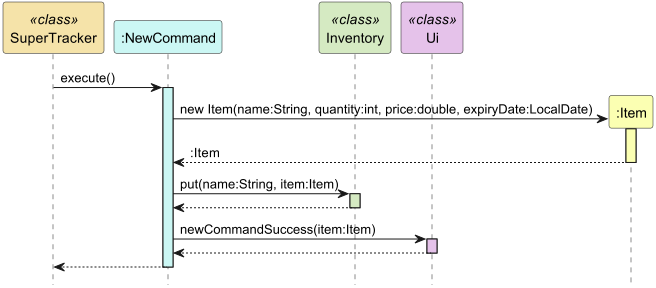 «class»
SuperTracker
:NewCommand
«class»
Inventory
«class»
Ui
execute()
new Item(name:String, quantity:int, price:double, expiryDate:LocalDate)
:Item
:Item
put(name:String, item:Item)
newCommandSuccess(item:Item)